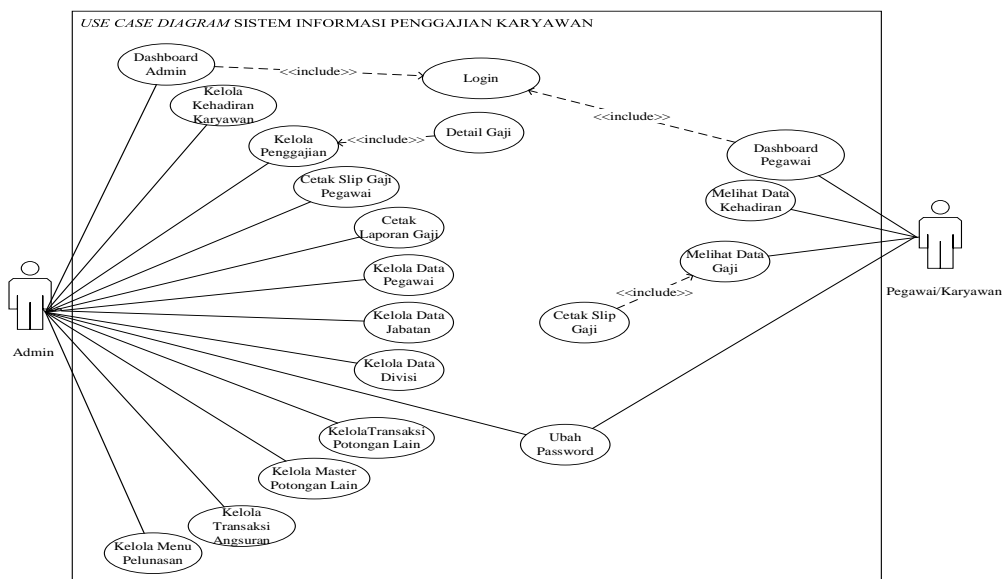 USE CASE DIAGRAM SISTEM INFORMASI PENGGAJIAN KARYAWAN
Dashboard
Admin
<<include>>
Login
Kelola
Kehadiran
Karyawan
<<include>>
Kelola
Penggajian
<<include>>
Detail Gaji
Dashboard
Pegawai
Cetak Slip Gaji
Pegawai
Melihat Data
Kehadiran
Cetak
Laporan Gaji
Melihat Data
Gaji
Kelola Data
Pegawai
<<include>>
Pegawai/Karyawan
Kelola Data
Jabatan
Cetak Slip
Gaji
Admin
Kelola Data
Divisi
KelolaTransaksi
Potongan Lain
Ubah
Password
Kelola Master
Potongan Lain
Kelola
Transaksi
Angsuran
Kelola Menu
Pelunasan